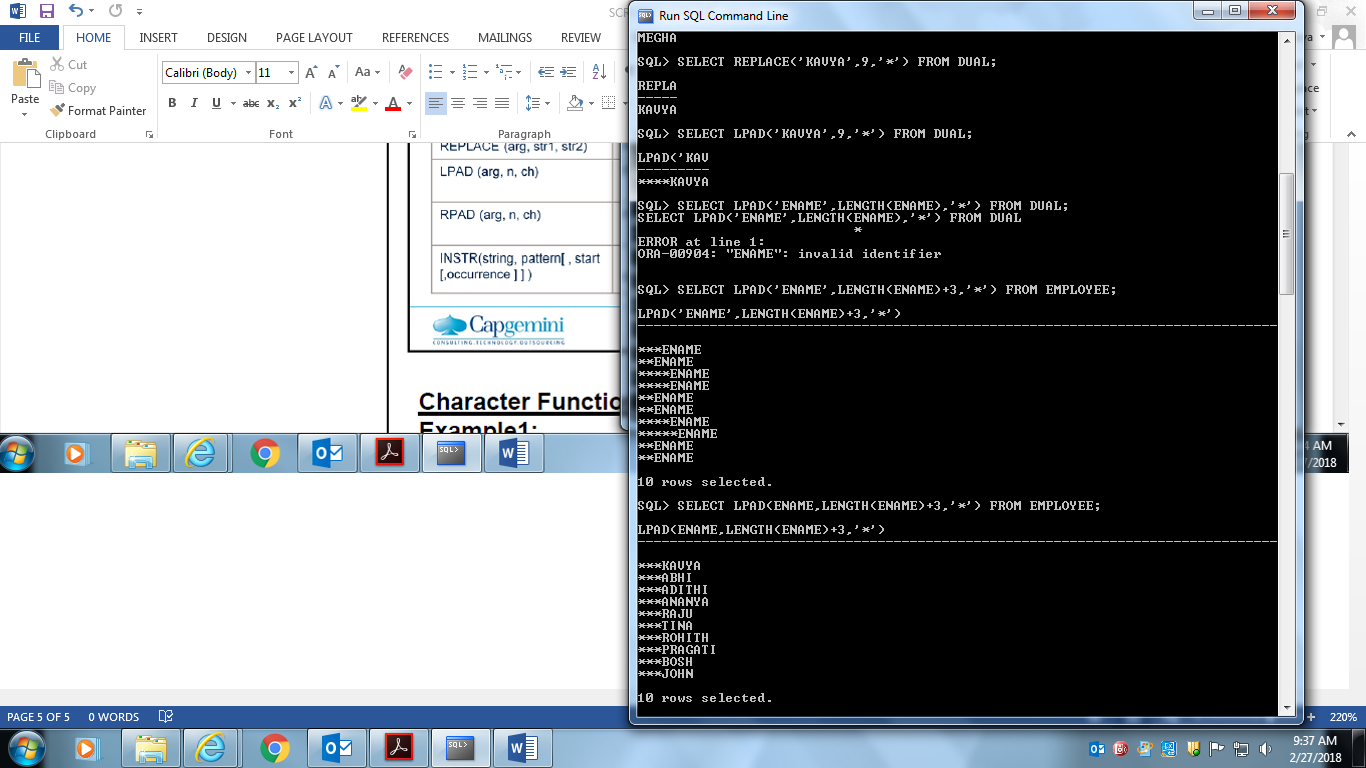 W
SCR
FILE
HOME
INSERT
DESIGN
PAGE LAYOUT
REFERENCES
MAILINGS
REVIEW
Paste
Cut
Copy
Format Painter
Clipboard
Calibri (Body)
11
Aa
B I U abc x2 x2
Font
Paragraph
REPLACE (arg, str1, str2)
LPAD (arg, n, ch)
RPAD (arg, n, ch)
INSTR(string, pattern[ , start
[,occurrence ] ] )
Capgemini
CONSULTING.TECHNOLOGY.OUTSOURCING
Character Functio
Example1:
Run SQL Command Line
MEGHA
SQL> SELECT REPLACE('KAVYA',9,'*') FROM DUAL;
REPLA
-----
KAVYA
SQL> SELECT LPAD('KAVYA',9,'*') FROM DUAL;
LPAD('KAV
---------
****KAVYA
SQL> SELECT LPAD('ENAME',LENGTH(ENAME),'*') FROM DUAL;
SELECT LPAD('ENAME',LENGTH(ENAME),'*') FROM DUAL
*
ERROR at line 1:
ORA-00904: "ENAME": invalid identifier
SQL> SELECT LPAD('ENAME',LENGTH(ENAME)+3,'*') FROM EMPLOYEE;
LPAD('ENAME',LENGTH(ENAME)+3,'*')
--------------------------------------------------------------------------------
***ENAME
**ENAME
****ENAME
****ENAME
**ENAME
**ENAME
****ENAME
*****ENAME
**ENAME
**ENAME
10 rows selected.
SQL> SELECT LPAD(ENAME,LENGTH(ENAME)+3,'*') FROM EMPLOYEE;
LPAD(ENAME,LENGTH(ENAME)+3,'*')
--------------------------------------------------------------------------------
***KAVYA
***ABHI
***ADITHI
***ANANYA
***RAJU
***TINA
***ROHITH
***PRAGATI
***BOSH
***JOHN
10 rows selected.
AM
/2018
PAGE 5 OF 5
0 WORDS
220%
9:37 AM
2/27/2018